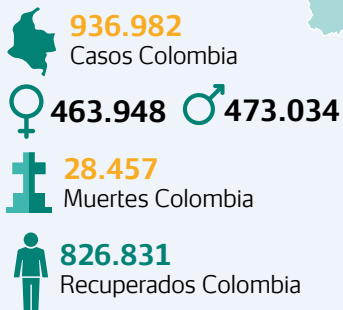 936.982
Casos Colombia
463.948 473.034
28.457
Muertes Colombia
826.831
Recuperados Colombia